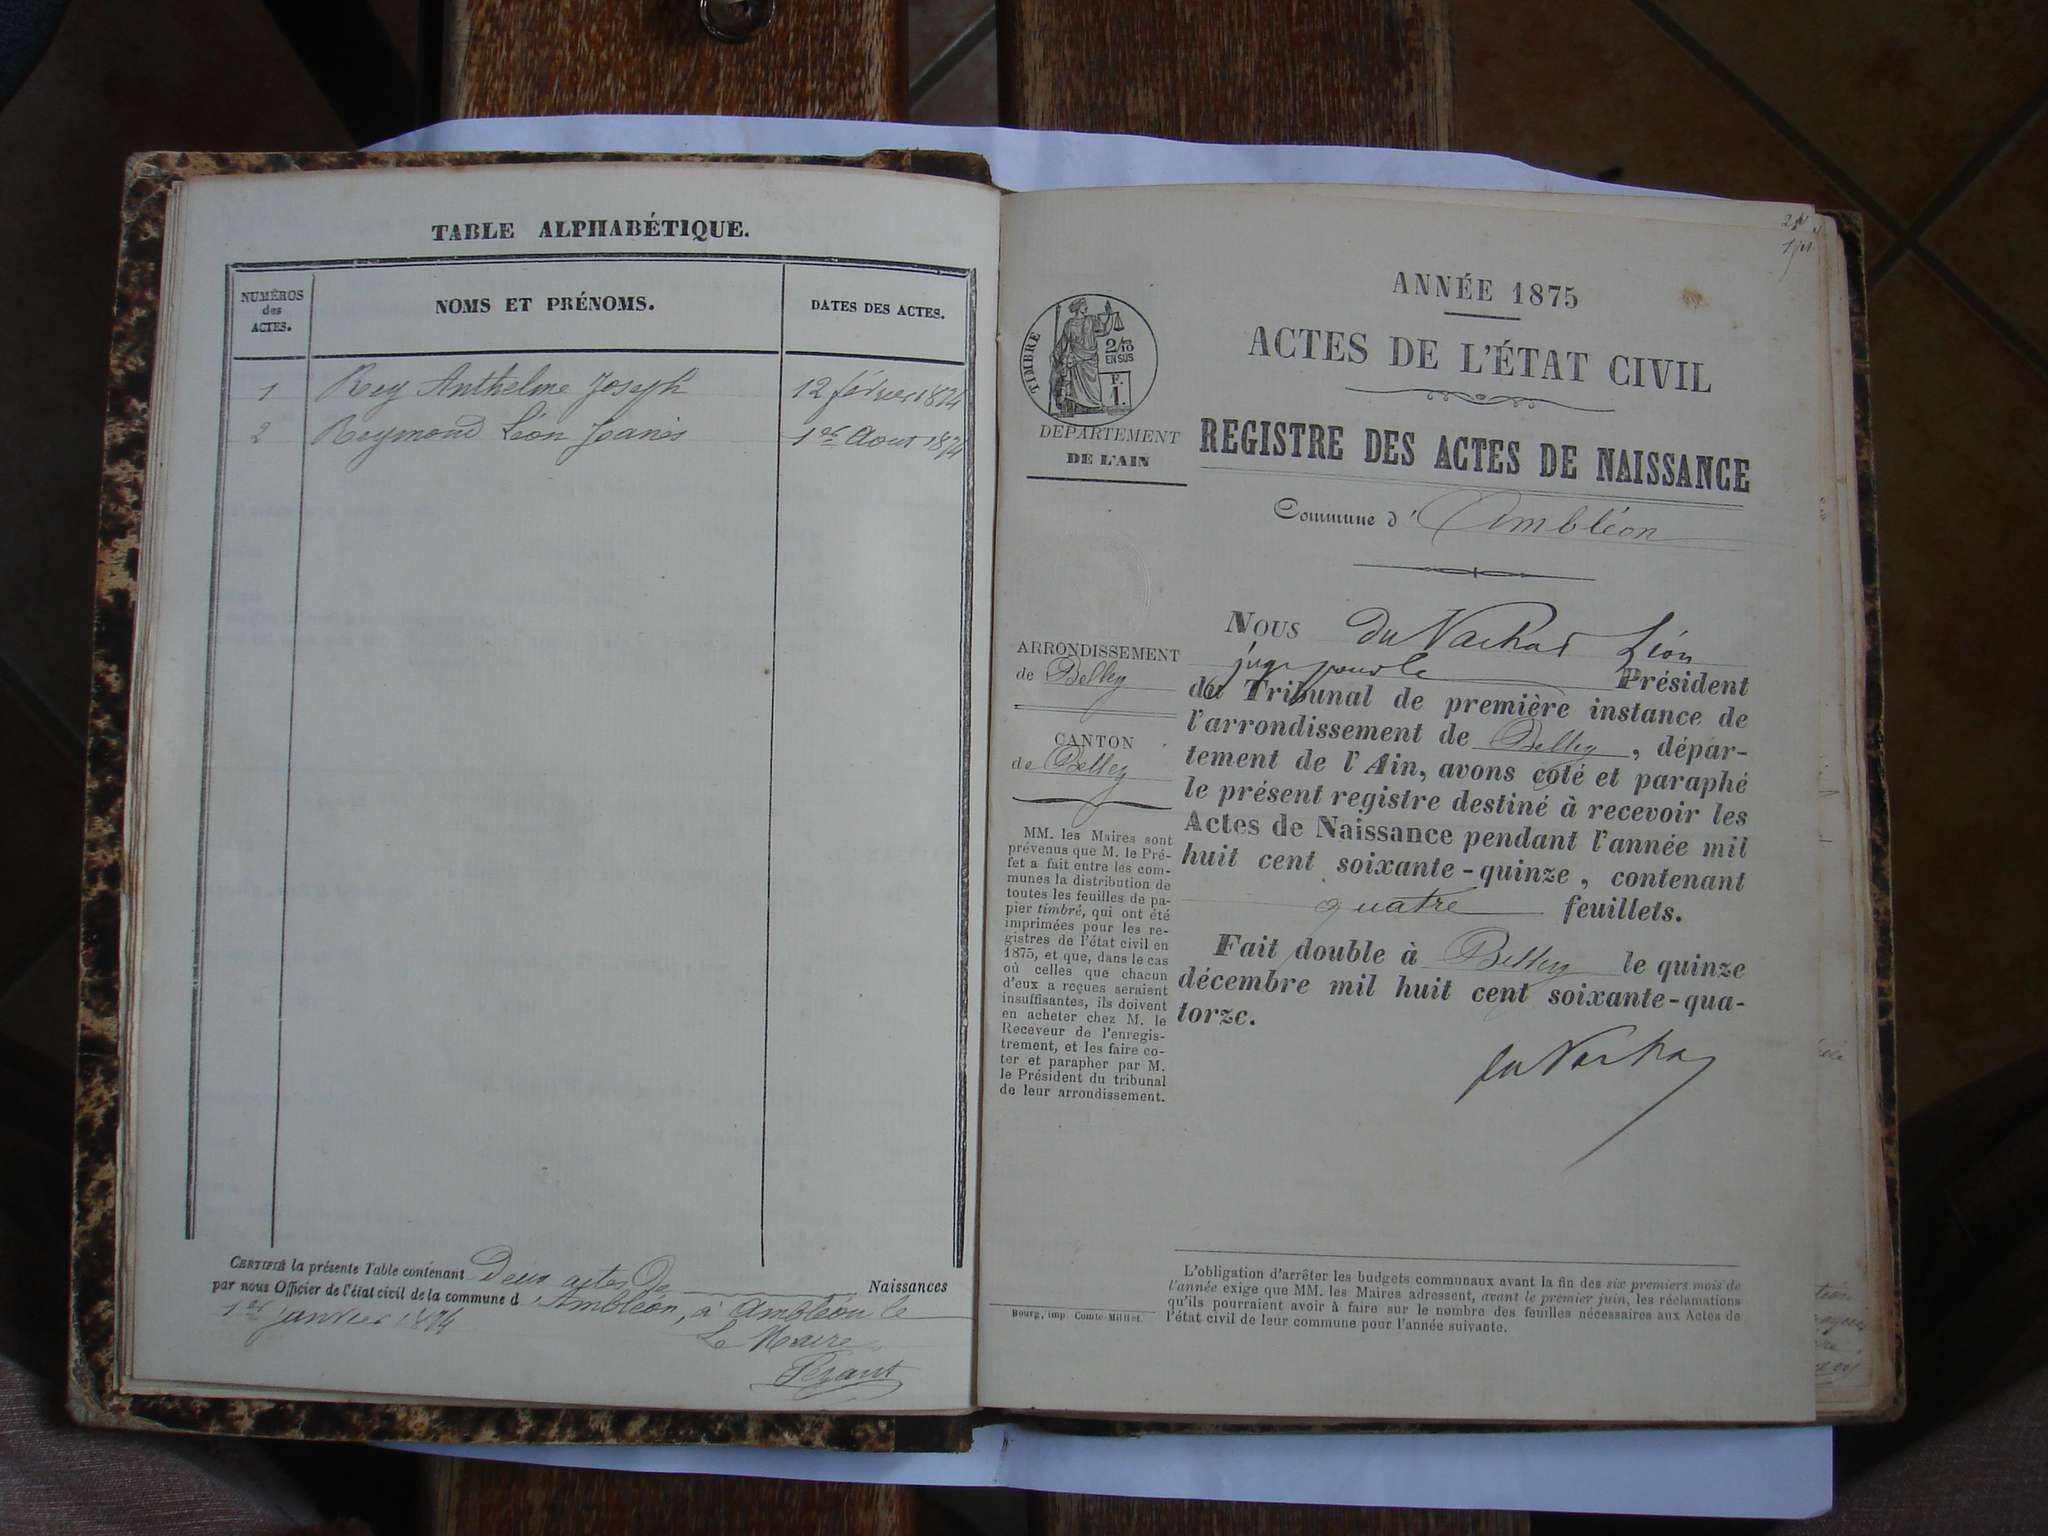 TABLE ALPHABÉTIQUE.
NUMÉROS
des
ACTES.
NOMS ET PRÉNOMS.
DATES DES ACTES.
1 Rey Anthelme Joseph 12 février 1874
2 Reymond Léon Joanis 1er Aout 1874
CERTIFIÉ la présente Table contenant Deux actes De Naissances
par nous Officier de l'état civil de la commune d'Ambléon, à Ambléon le
1er janvier 1874
Le Maire
ANNÉE 1875
ACTES DE L'ÉTAT CIVIL
REGISTRE DES ACTES DE NAISSANCE
Commune d'Ambléon
TIMBRE
2/10
EN SUS
F.
1.
DÉPARTEMENT
DE L'AIN
ARRONDISSEMENT
de Belley
CANTON
de Belley
MM. les Maires sont
prévenus que M. le Pré-
fet a fait entre les com-
munes la distribution de
toutes les feuilles de pa-
pier timbré, qui ont été
imprimées pour les re-
gistres de l'état civil en
1875, et que, dans le cas
où celles que chacun
d'eux a reçues seraient
insuffisantes, ils doivent
en acheter chez M. le
Receveur de l'enregis-
trement, et les faire co-
ter et parapher par M.
le Président du tribunal
de leur arrondissement.
NOUS du Léon
juge pour le Président
du Tribunal de première instance de
l'arrondissement de Belley, dépar-
tement de l'Ain, avons coté et paraphé
le présent registre destiné à recevoir les
Actes de Naissance pendant l'année mil
huit cent soixante-quinze, contenant
quatre feuillets.
Fait double à Belley le quinze
décembre mil huit cent soixante-qua-
torze.
Bourg, imp Comte-Milliet.
L'obligation d'arrêter les budgets communaux avant la fin des six premiers mois de
l'année exige que MM. les Maires adressent, avant le premier juin, les réclamations
qu'ils pourraient avoir à faire sur le nombre des feuilles nécessaires aux Actes de
l'état civil de leur commune pour l'année suivante.